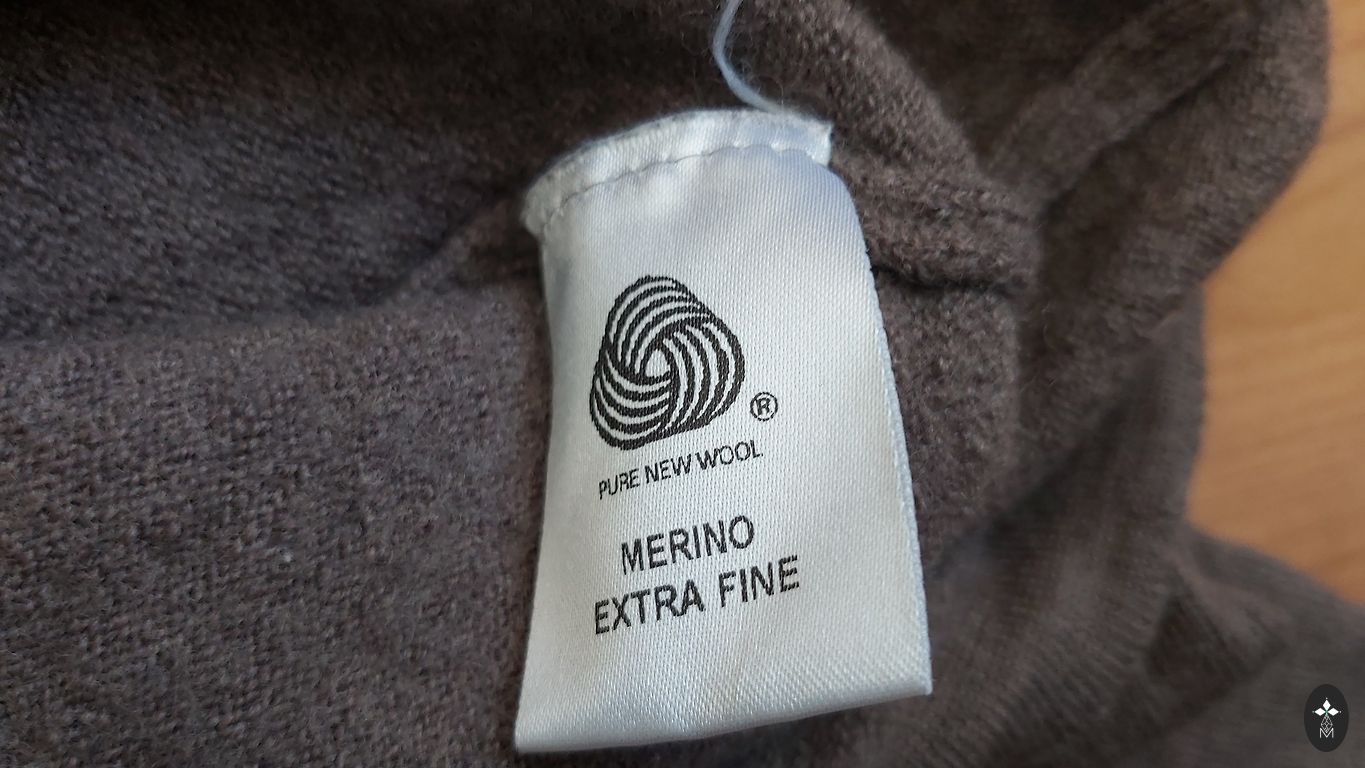 ®
PURE NEW WOOL
MERINO
EXTRA FINE
M